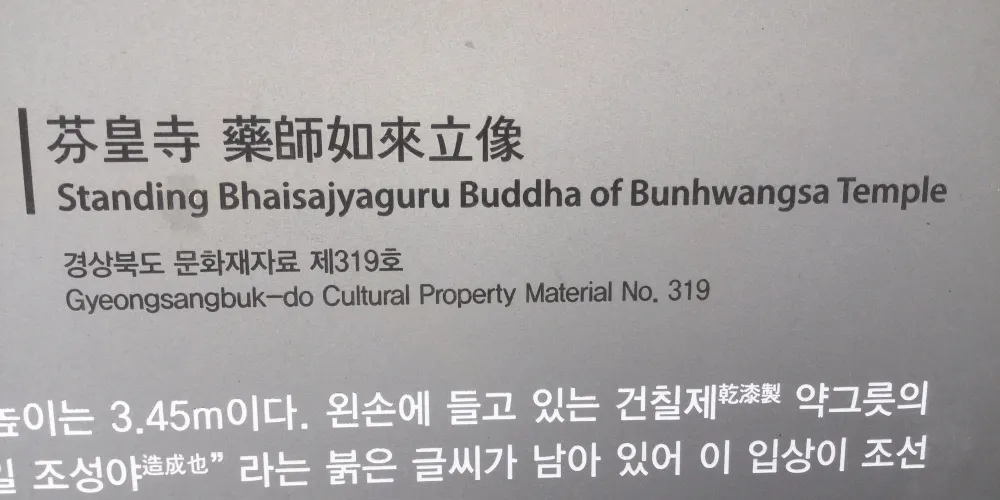 芬皇寺 藥師如來立像
Standing Bhaisajyaguru Buddha of Bunhwangsa Temple
경상북도 문화재자료 제319호
Gyeongsangbuk-do Cultural Property Material No. 319
높이는 3.45m이다. 왼손에 들고 있는 건칠제乾漆製 약그릇의
일 조성야造成也” 라는 붉은 글씨가 남아 있어 이 입상이 조선